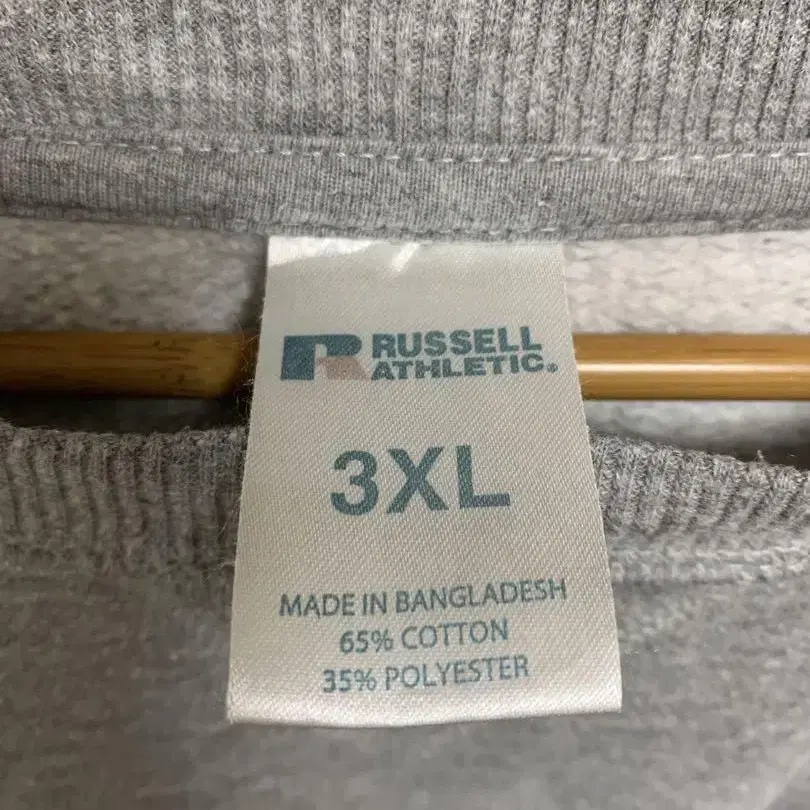 R RUSSELL
ATHLETIC.
3XL
MADE IN BANGLADESH
65% COTTON
35% POLYESTER